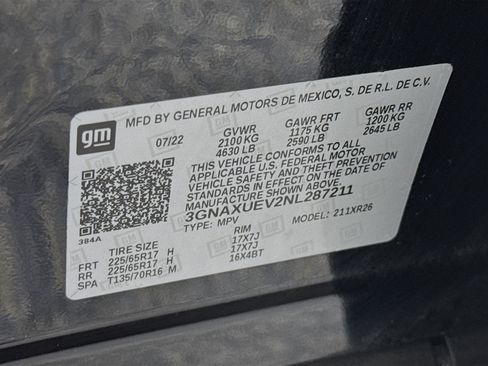 gm
MFD BY GENERAL MOTORS DE MEXICO, S. DE R.L. DE C.V.
07/22 GVWR GAWR FRT GAWR RR
2100 KG 1175 KG 1200 KG
4630 LB 2590 LB 2645 LB
THIS VEHICLE CONFORMS TO ALL
APPLICABLE U.S. FEDERAL MOTOR
VEHICLE SAFETY AND THEFT PREVENTION
STANDARDS IN EFFECT ON THE DATE OF
MANUFACTURE SHOWN ABOVE.
3GNAXUEV2NL287211
TYPE: MPV MODEL: 211XR26
384A
TIRE SIZE RIM
FRT 225/65R17 H 17X7J
RR 225/65R17 H 17X7J
SPA T135/70R16 M 16X4BT